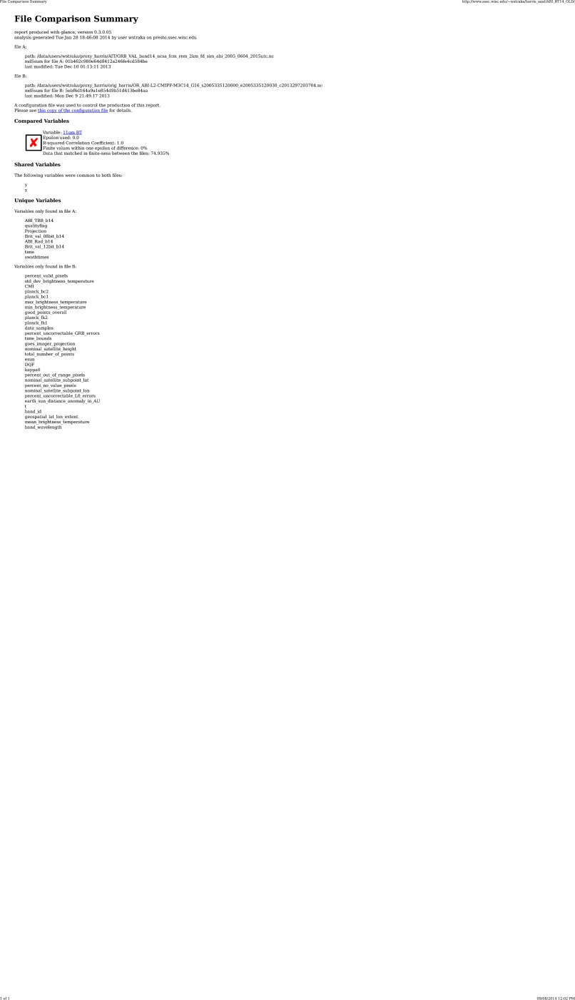 File Comparison Summary
http://www.ssec.wisc.edu/~wstraka/harris_anal/ABI_BT14_OLD/
File Comparison Summary
report produced with glance, version 0.3.0.05
analysis generated Tue Jan 28 18:46:08 2014 by user wstraka on presto.ssec.wisc.edu
file A:
path: /data/users/wstraka/proxy_harris/AIT/GRB_VAL_band14_ncsa_fcm_rem_2km_fd_sim_abi_2005_0604_2015utc.nc
md5sum for file A: 01b462c980e64d8412a246fe4cd584be
last modified: Tue Dec 10 01:13:11 2013
file B:
path: /data/users/wstraka/proxy_harris/orig_harris/OR_ABI-L2-CMIPF-M3C14_G16_s2005335120000_e2005335120030_c2013297203704.nc
md5sum for file B: 5ebf6d164a9a1e854d9b51d413be84aa
last modified: Mon Dec 9 21:49:17 2013
A configuration file was used to control the production of this report.
Please see this copy of the configuration file for details.
Compared Variables
Variable: 11um BT
Epsilon used: 0.0
R-squared Correlation Coefficient: 1.0
Finite values within one epsilon of difference: 0%
Data that matched in finite-ness between the files: 74.935%
Shared Variables
The following variables were common to both files:
y
x
Unique Variables
Variables only found in file A:
ABI_TBB_b14
qualityflag
Projection
Brit_val_08bit_b14
ABI_Rad_b14
Brit_val_12bit_b14
time
swathtimes
Variables only found in file B:
percent_valid_pixels
std_dev_brightness_temperature
CMI
planck_bc2
planck_bc1
max_brightness_temperature
min_brightness_temperature
good_points_overall
planck_fk2
planck_fk1
data_samples
percent_uncorrectable_GRB_errors
time_bounds
goes_imager_projection
nominal_satellite_height
total_number_of_points
esun
DQF
kappa0
percent_out_of_range_pixels
nominal_satellite_subpoint_lat
percent_no_value_pixels
nominal_satellite_subpoint_lon
percent_uncorrectable_L0_errors
earth_sun_distance_anomaly_in_AU
t
band_id
geospatial_lat_lon_extent
mean_brightness_temperature
band_wavelength
1 of 1
09/08/2014 12:02 PM